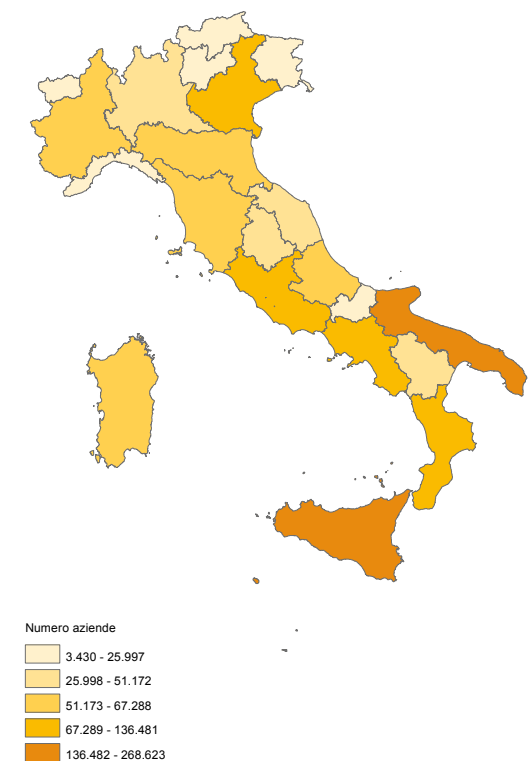 Numero aziende
3.430 - 25.997
25.998 - 51.172
51.173 - 67.288
67.289 - 136.481
136.482 - 268.623